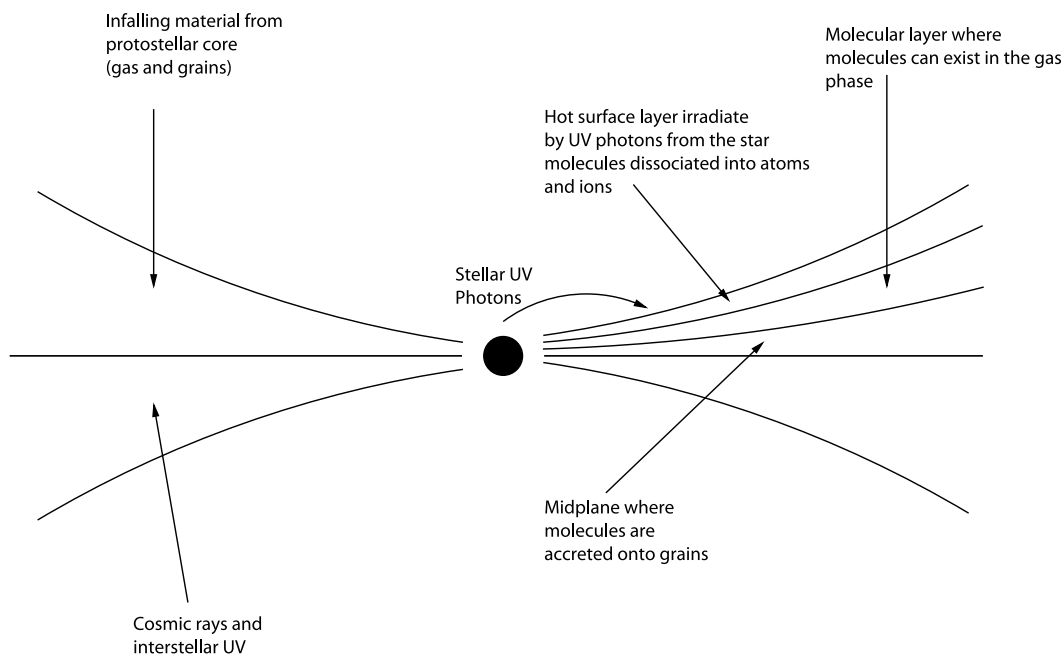 Infalling material from
protostellar core
(gas and grains)
Molecular layer where
molecules can exist in the gas
phase
Hot surface layer irradiate
by UV photons from the star
molecules dissociated into atoms
and ions
Stellar UV
Photons
Midplane where
molecules are
accreted onto grains
Cosmic rays and
interstellar UV